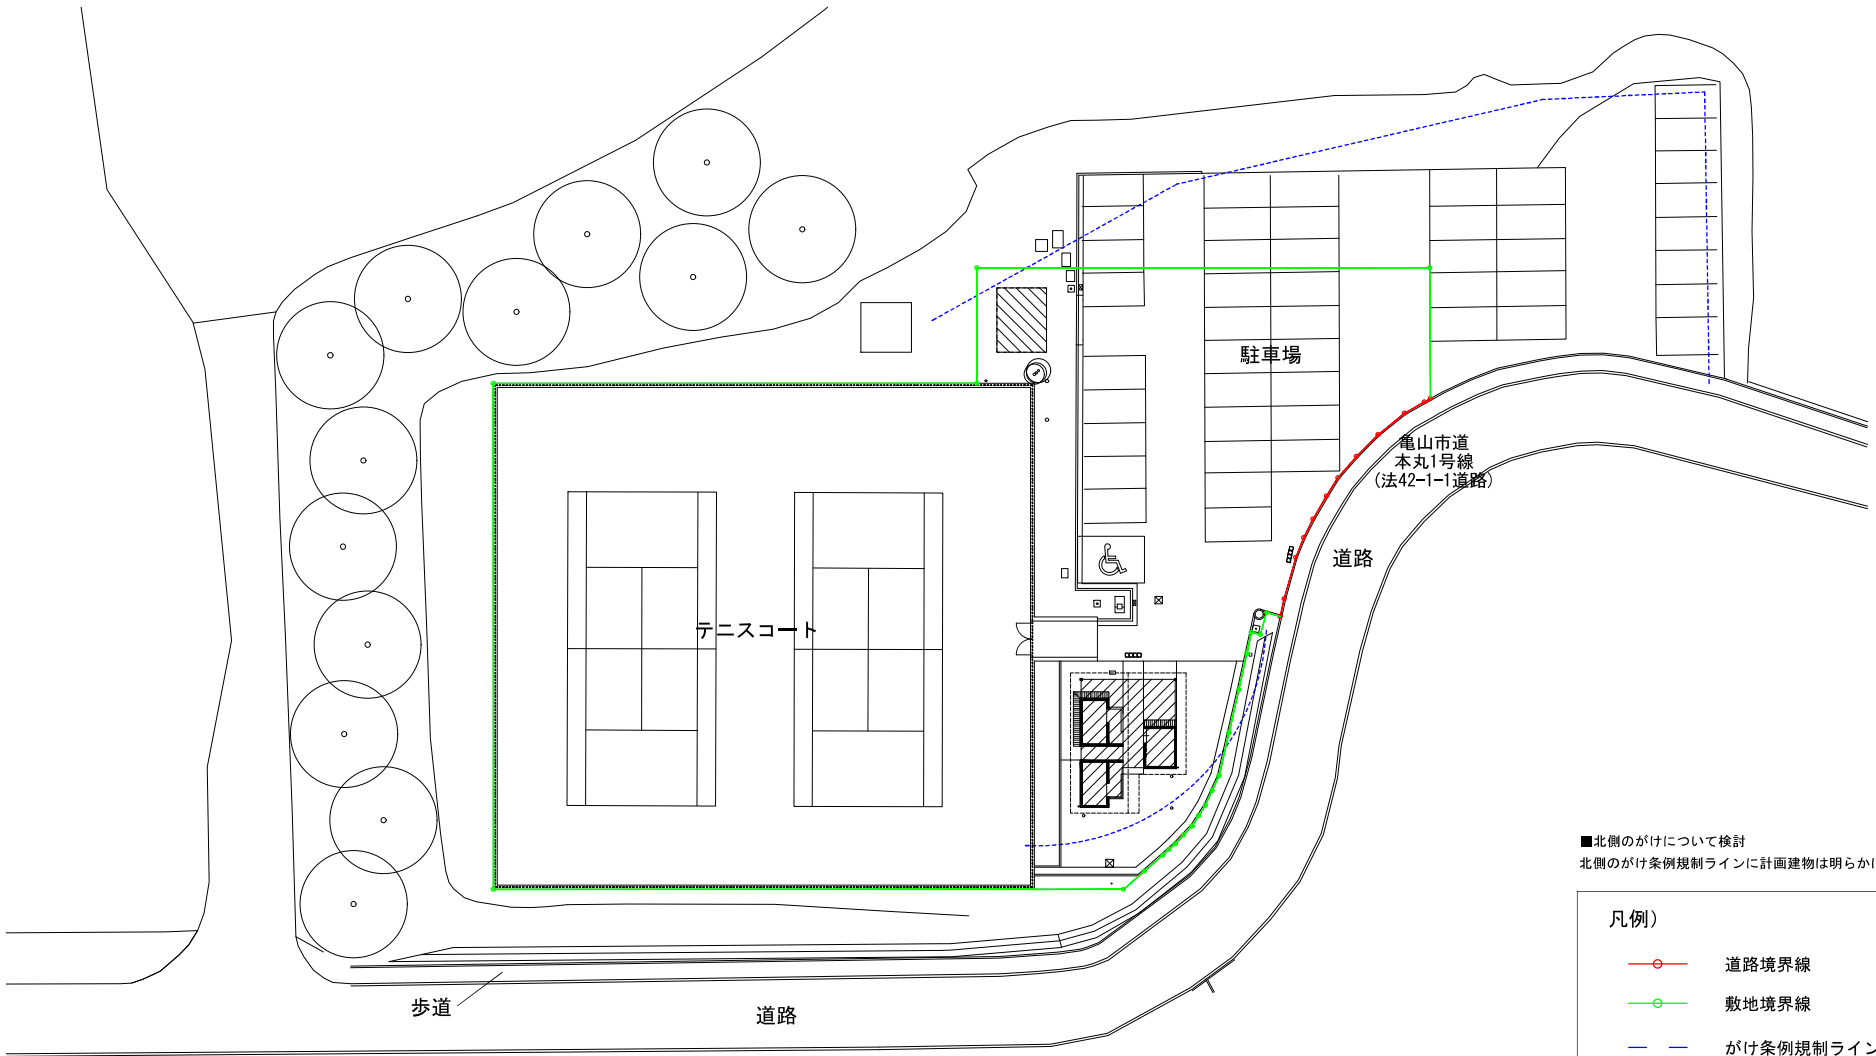 駐車場
亀山市道
本丸1号線
(法42-1-1道路)
道路
テニスコート
■北側のがけについて検討
北側のがけ条例規制ラインに計画建物は明らかに
凡例)
道路境界線
敷地境界線
がけ条例規制ライン
歩道
道路